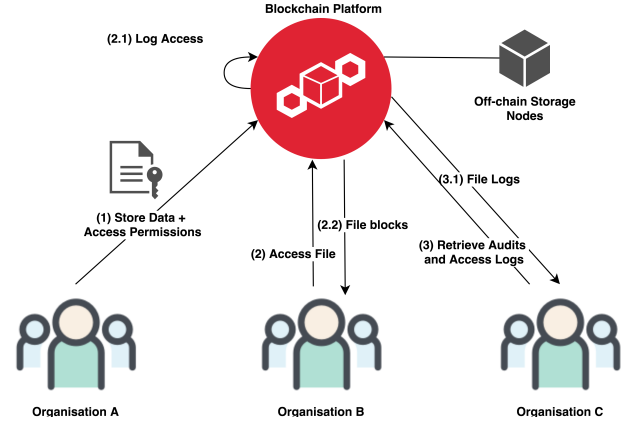 Blockchain Platform
(2.1) Log Access
Off-chain Storage
Nodes
(3.1) File Logs
(1) Store Data +
Access Permissions
(2.2) File blocks
(2) Access File
(3) Retrieve Audits
and Access Logs
Organisation A
Organisation B
Organisation C